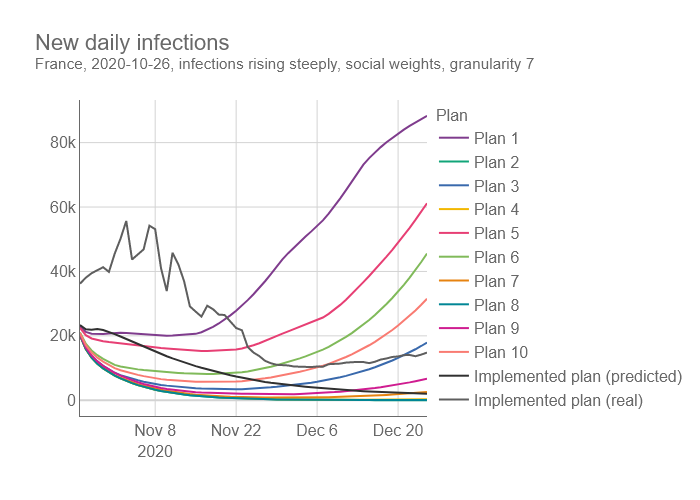 New daily infections
France, 2020-10-26, infections rising steeply, social weights, granularity 7
Plan
80k
60k
40k
20k
0
Nov 8
2020
Nov 22
Dec 6
Dec 20
Plan 1
Plan 2
Plan 3
Plan 4
Plan 5
Plan 6
Plan 7
Plan 8
Plan 9
Plan 10
Implemented plan (predicted)
Implemented plan (real)